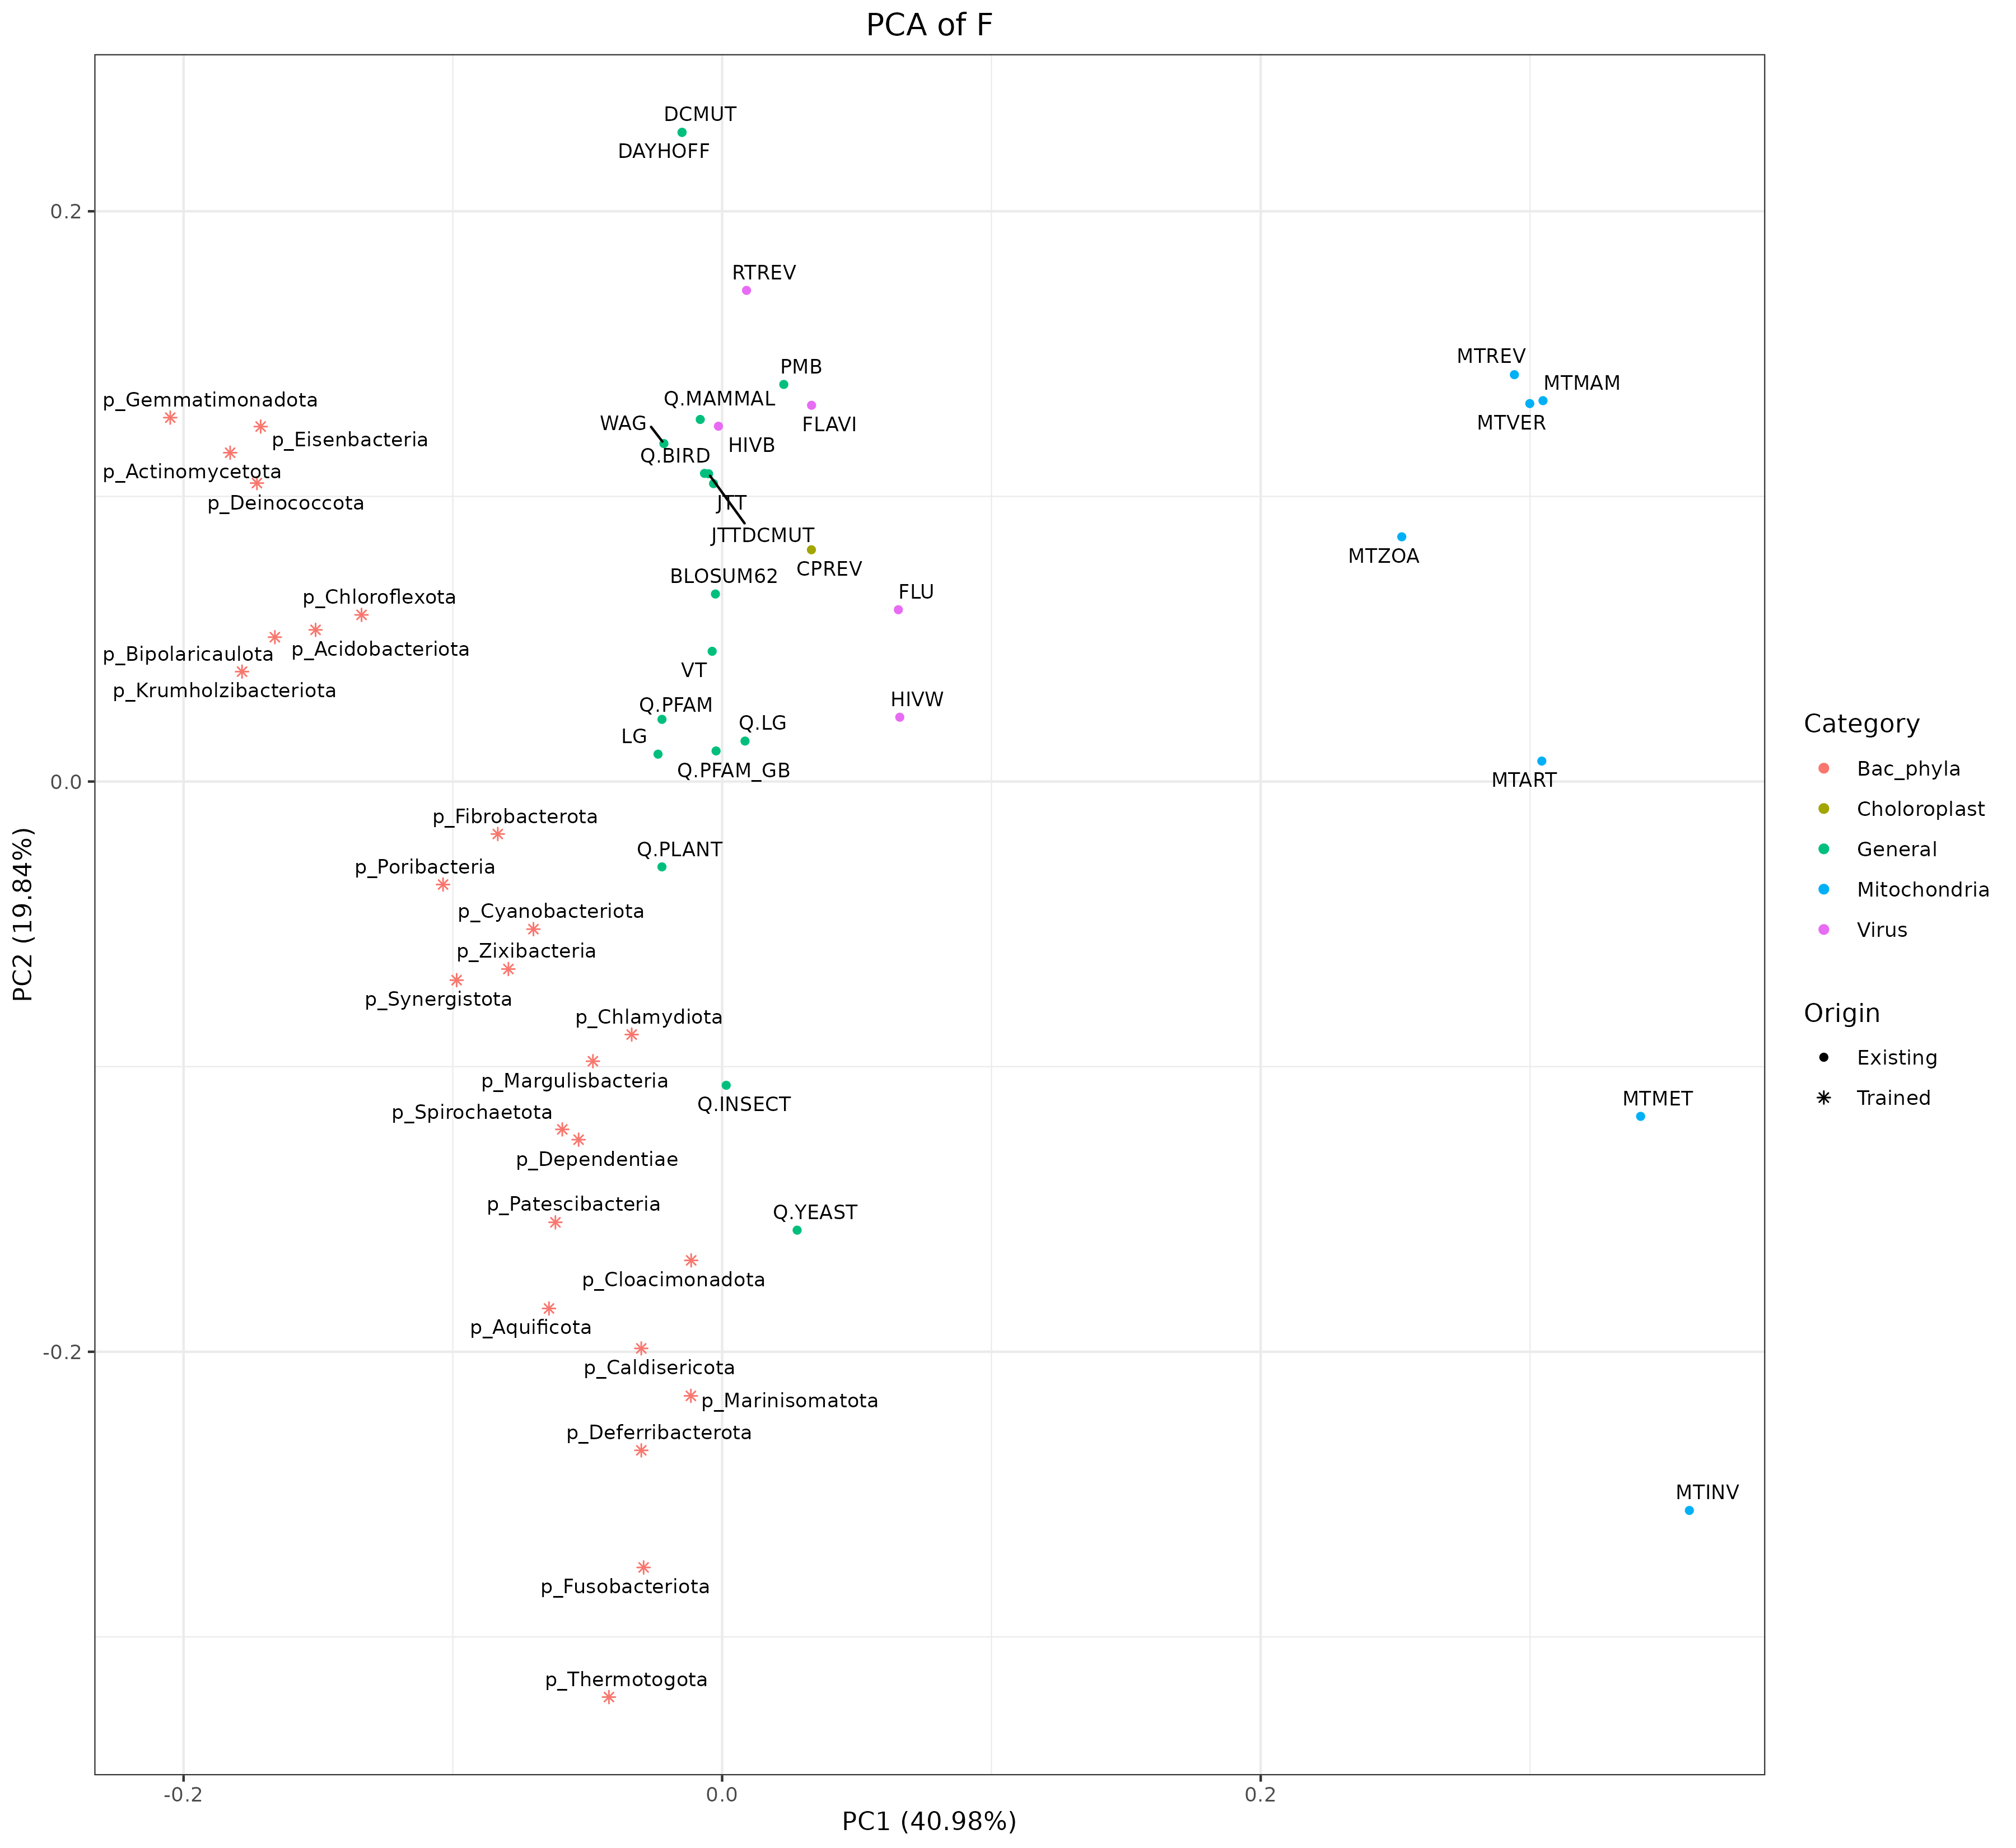 PCA of F
DCMUT
DAYHOFF
0.2
RTREV
MTREV
PMB
MTMAM
p_Gemmatimonadota
Q.MAMMAL
WAG
FLAVI
MTVER
p_Eisenbacteria
HIVB
Q.BIRD
p_Actinomycetota
p_Deinococcota
JTT
JTTDCMUT
MTZOA
CPREV
BLOSUM62
FLU
p_Chloroflexota
p_Acidobacteriota
p_Bipolaricaulota
VT
p_Krumholzibacteriota
HIVW
Q.PFAM
Q.LG
LG
Q.PFAM_GB
0.0
MTART
p_Fibrobacterota
Q.PLANT
p_Poribacteria
p_Cyanobacteriota
p_Zixibacteria
p_Synergistota
p_Chlamydiota
p_Margulisbacteria
Q.INSECT
MTMET
p_Spirochaetota
p_Dependentiae
p_Patescibacteria
Q.YEAST
p_Cloacimonadota
p_Aquificota
-0.2
p_Caldisericota
p_Marinisomatota
p_Deferribacterota
MTINV
p_Fusobacteriota
p_Thermotogota
-0.2
0.0
0.2
PC1 (40.98%)
PC2 (19.84%)
Category
Bac_phyla
Choloroplast
General
Mitochondria
Virus
Origin
Existing
Trained